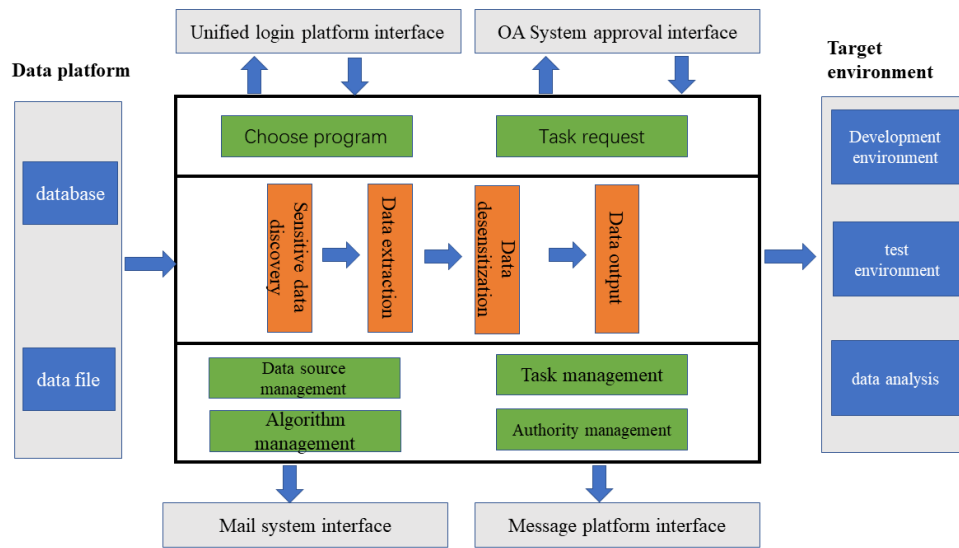 Unified login platform interface
OA System approval interface
Data platform
Target
environment
Choose program
Task request
Development
environment
database
Sensitive data
discovery
Data extraction
Data
desensitization
Data output
test
environment
data file
Data source
management
Task management
data analysis
Algorithm
management
Authority management
Mail system interface
Message platform interface